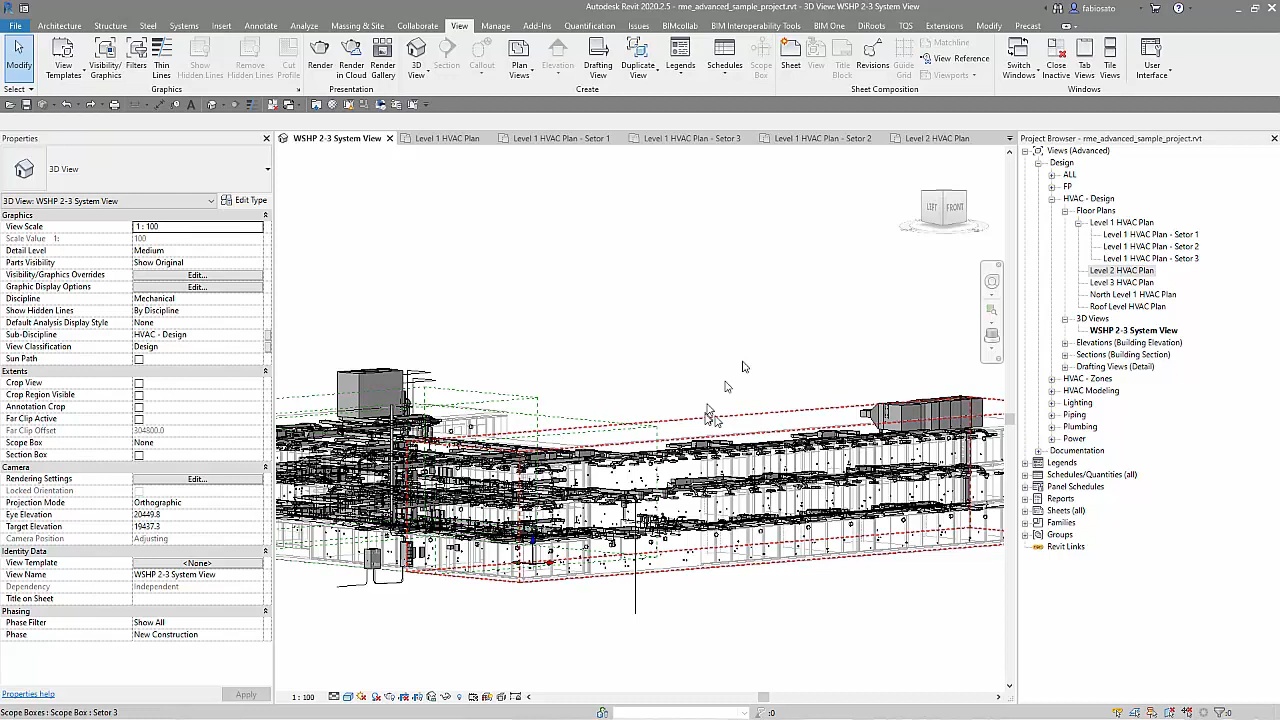 Autodesk Revit 2020.2.5 - rme_advanced_sample_project.rvt - 3D View: WSHP 2-3 System View
fabiosato
File Architecture Structure Steel Systems Insert Annotate Analyze Massing & Site Collaborate View Manage Add-Ins Quantification Issues BIMcollab BIM Interoperability Tools BIM One DiRoots TQS Extensions Modify Precast
Modify
View Templates
Visibility/ Graphics
Filters
Thin Lines
Show Hidden Lines
Remove Hidden Lines
Cut Profile
Render
Render in Cloud
Render Gallery
3D View
Section
Callout
Plan Views
Elevation
Drafting View
Duplicate View
Legends
Schedules
Scope Box
Sheet
View
Title Block
Revisions
Guide Grid
Matchline
View Reference
Viewports
Switch Windows
Close Inactive
Tab Views
Tile Views
User Interface
Select Graphics Presentation Create Sheet Composition Windows
Properties
WSHP 2-3 System View
Level 1 HVAC Plan
Level 1 HVAC Plan - Setor 1
Level 1 HVAC Plan - Setor 3
Level 1 HVAC Plan - Setor 2
Level 2 HVAC Plan
Project Browser - rme_advanced_sample_project.rvt
3D View
3D View: WSHP 2-3 System View Edit Type
Graphics
View Scale 1 : 100
Scale Value 1: 100
Detail Level Medium
Parts Visibility Show Original
Visibility/Graphics Overrides Edit...
Graphic Display Options Edit...
Discipline Mechanical
Show Hidden Lines By Discipline
Default Analysis Display Style None
Sub-Discipline HVAC - Design
View Classification Design
Sun Path
Extents
Crop View
Crop Region Visible
Annotation Crop
Far Clip Active
Far Clip Offset 304800.0
Scope Box None
Section Box
Camera
Rendering Settings Edit...
Locked Orientation
Projection Mode Orthographic
Eye Elevation 20449.8
Target Elevation 19437.3
Camera Position Adjusting
Identity Data
View Template <None>
View Name WSHP 2-3 System View
Dependency Independent
Title on Sheet
Phasing
Phase Filter Show All
Phase New Construction
Properties help Apply
LEFT FRONT
Views (Advanced)
Design
ALL
FP
HVAC - Design
Floor Plans
Level 1 HVAC Plan
Level 1 HVAC Plan - Setor 1
Level 1 HVAC Plan - Setor 2
Level 1 HVAC Plan - Setor 3
Level 2 HVAC Plan
Level 3 HVAC Plan
North Level 1 HVAC Plan
Roof Level HVAC Plan
3D Views
WSHP 2-3 System View
Elevations (Building Elevation)
Sections (Building Section)
Drafting Views (Detail)
HVAC - Zones
HVAC Modeling
Lighting
Piping
Plumbing
Power
Documentation
Legends
Schedules/Quantities (all)
Panel Schedules
Reports
Sheets (all)
Families
Groups
Revit Links
1 : 100
Scope Boxes : Scope Box : Setor 3
:0
:0